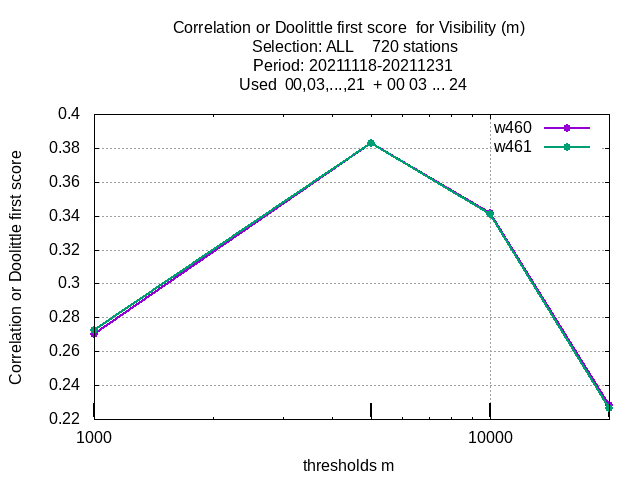 Correlation or Doolittle first score  for Visibility (m)
Selection: ALL    720 stations
Period: 20211118-20211231
Used  00,03,...,21  + 00 03 ... 24
w460
w461
Correlation or Doolittle first score
0.4
0.38
0.36
0.34
0.32
0.3
0.28
0.26
0.24
0.22
1000
10000
thresholds m